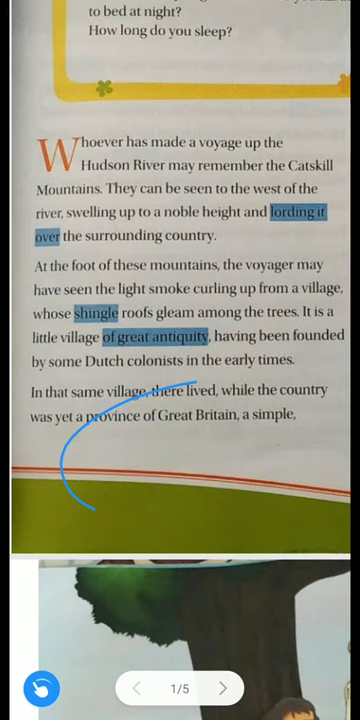 to bed at night?
How long do you sleep?
Whoever has made a voyage up the
Hudson River may remember the Catskill
Mountains. They can be seen to the west of the
river, swelling up to a noble height and lording it
over the surrounding country.
At the foot of these mountains, the voyager may
have seen the light smoke curling up from a village,
whose shingle roofs gleam among the trees. It is a
little village of great antiquity, having been founded
by some Dutch colonists in the early times.
In that same village, there lived, while the country
was yet a province of Great Britain, a simple,
1/5